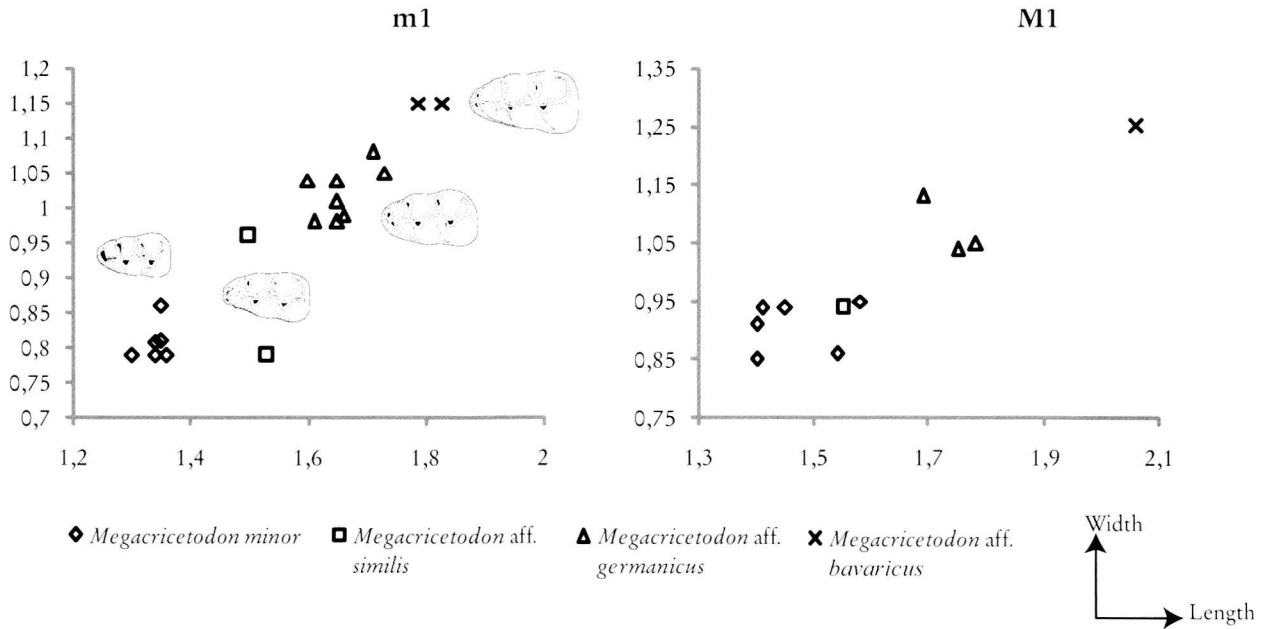 m1
M1
1,2
1,15
1,1
1,05
1
0,95
0,9
0,85
0,8
0,75
0,7
1,2
1,4
1,6
1,8
2
1,35
1,25
1,15
1,05
0,95
0,85
0,75
1,3
1,5
1,7
1,9
2,1
Megacricetodon minor
Megacricetodon aff.
similis
Megacricetodon aff.
germanicus
Megacricetodon aff.
bavaricus
Width
Length